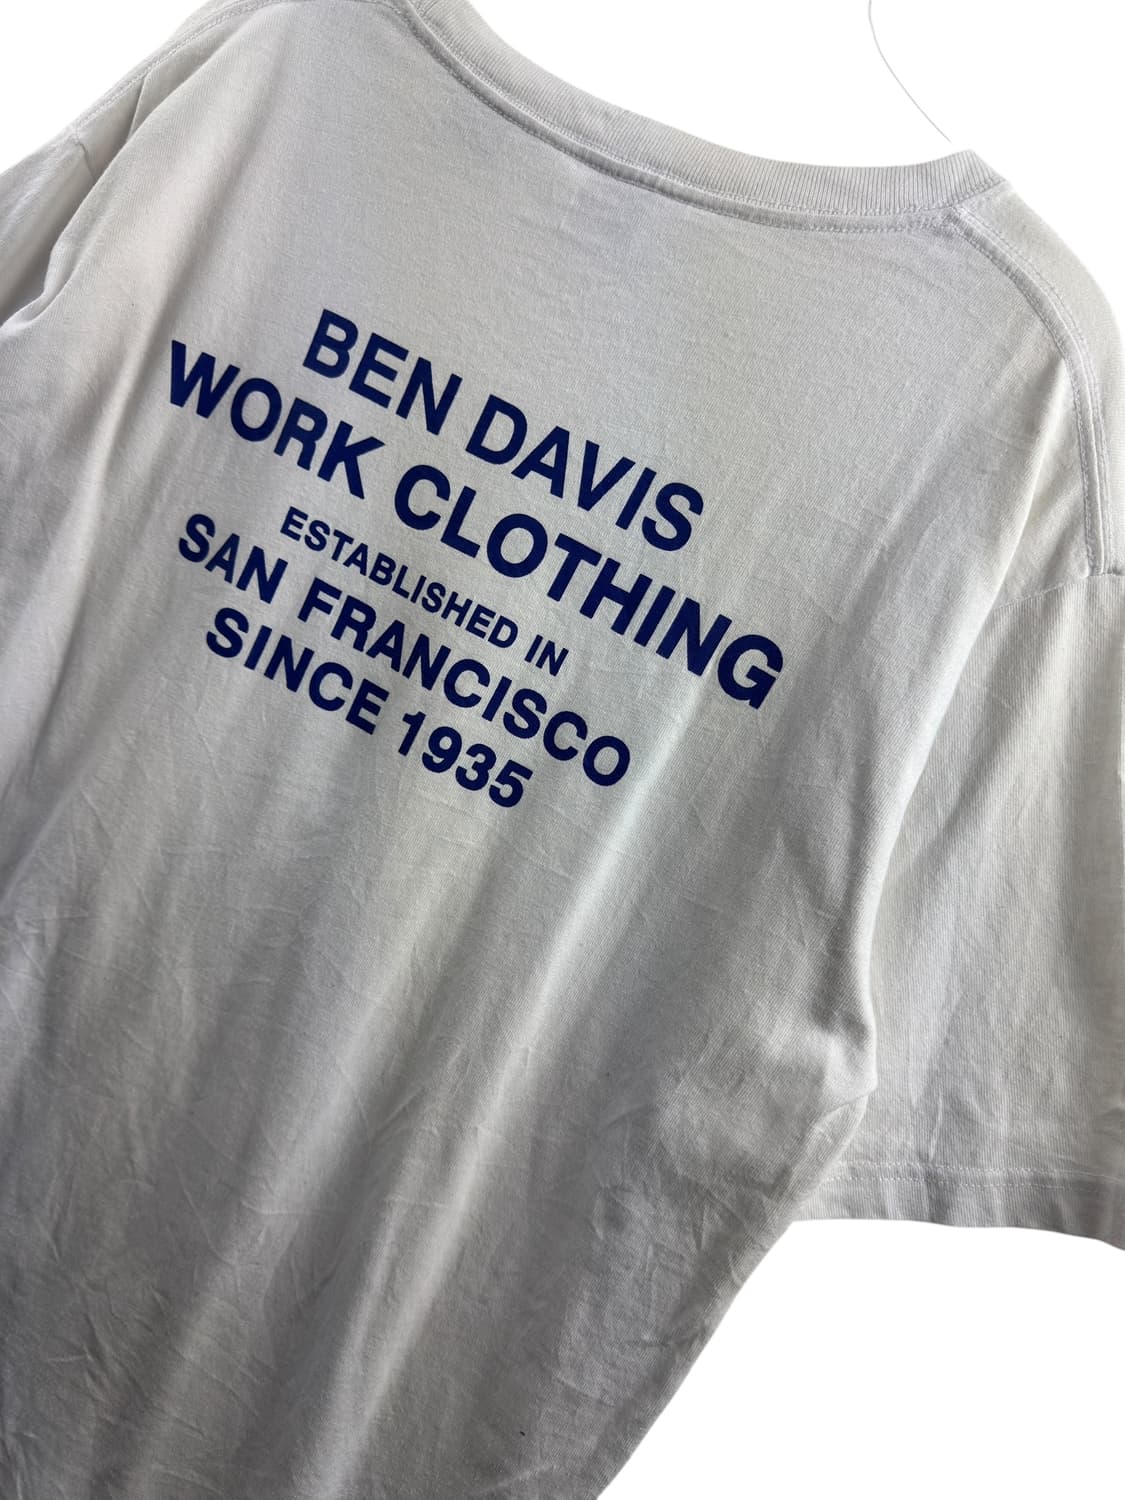 BEN DAVIS
WORK CLOTHING
ESTABLISHED IN
SAN FRANCISCO
SINCE 1935